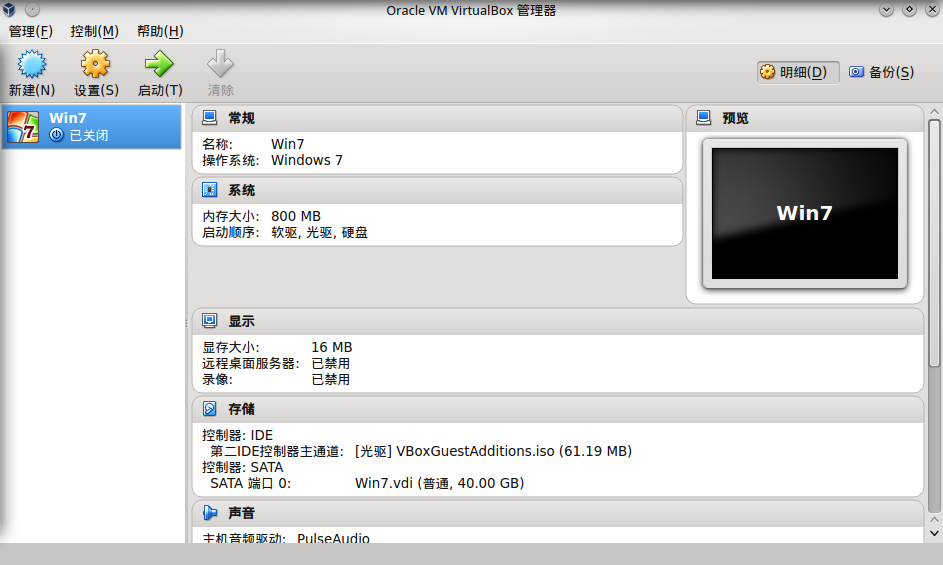 Oracle VM VirtualBox 管理器
管理(F) 控制(M) 帮助(H)
新建(N) 设置(S) 启动(T) 清除 明细(D) 备份(S)
Win7
已关闭
常规
名称: Win7
操作系统: Windows 7
系统
内存大小: 800 MB
启动顺序: 软驱, 光驱, 硬盘
预览
Win7
显示
显存大小: 16 MB
远程桌面服务器: 已禁用
录像: 已禁用
存储
控制器: IDE
第二IDE控制器主通道: [光驱] VBoxGuestAdditions.iso (61.19 MB)
控制器: SATA
SATA 端口 0: Win7.vdi (普通, 40.00 GB)
声音
主机音频驱动: PulseAudio